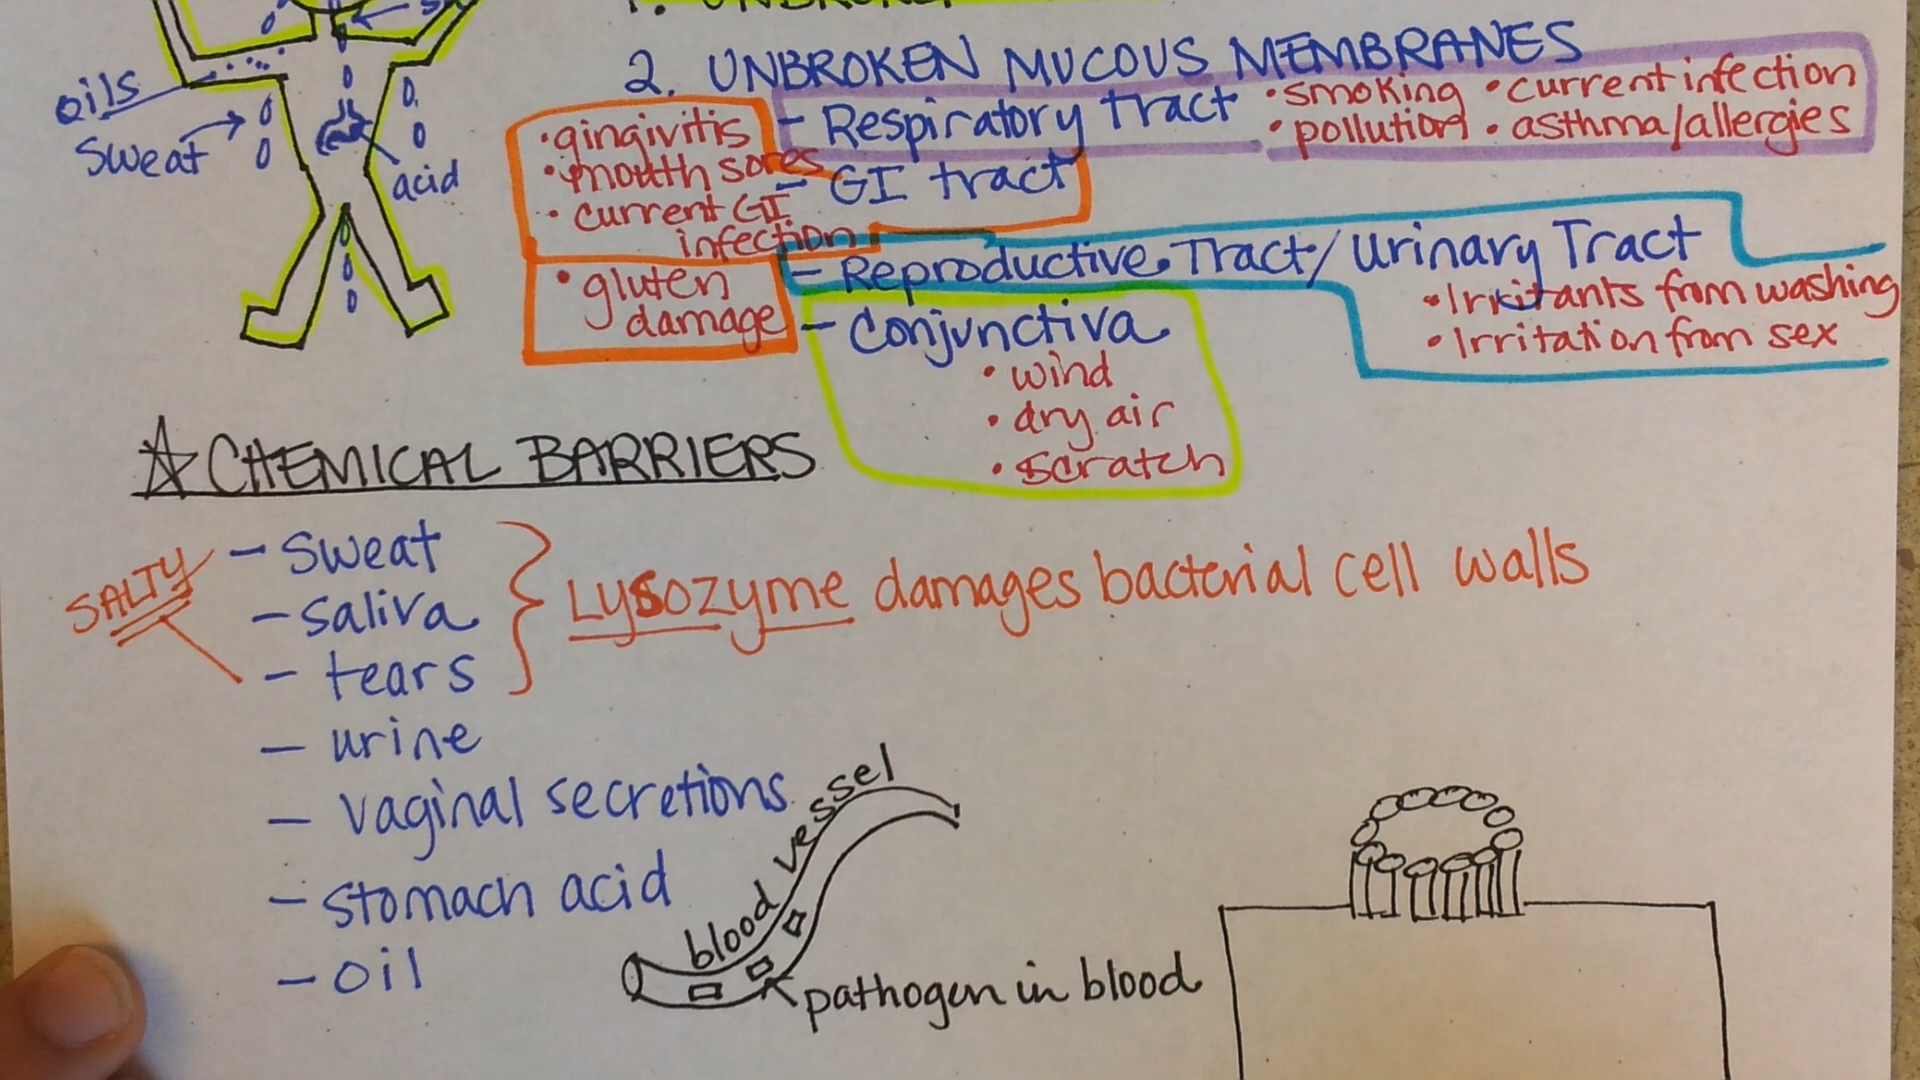 1. UNBROKEN
2. UNBROKEN MUCOUS MEMBRANES
oils
sweat
acid
- Respiratory tract
• smoking • current infection
• pollution • asthma/allergies
• gingivitis
• mouth sores
• current GI
infection
• gluten
damage
- GI tract
- Reproductive Tract/Urinary Tract
• Irritants from washing
• Irritation from sex
- Conjunctiva
• wind
• dry air
• scratch
☆ CHEMICAL BARRIERS
SALTY
- sweat
- saliva
- tears
} Lysozyme damages bacterial cell walls
- urine
- vaginal secretions
- stomach acid
- oil
blood vessel
pathogen in blood